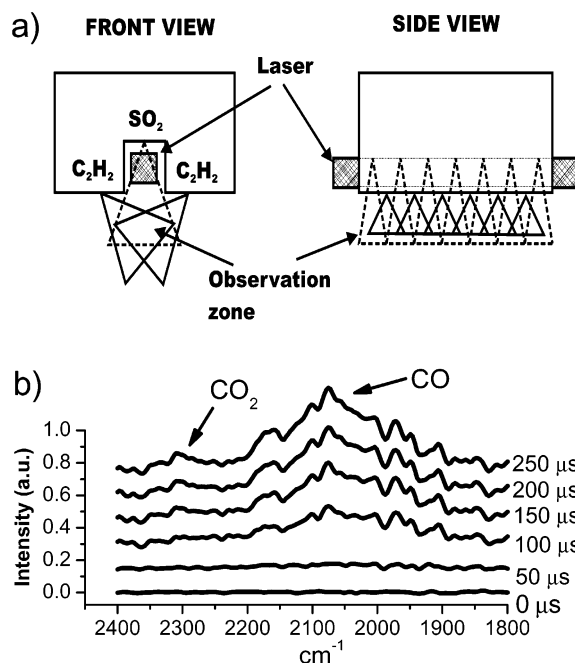 a)
FRONT VIEW
SIDE VIEW
Laser
SO₂
C₂H₂
C₂H₂
Observation
zone
b)
CO₂
CO
Intensity (a.u.)
1.0
0.8
0.6
0.4
0.2
0.0
250 μs
200 μs
150 μs
100 μs
50 μs
0 μs
2400 2300 2200 2100 2000 1900 1800
cm⁻¹